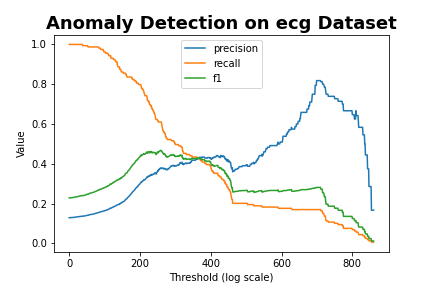 Anomaly Detection on ecg Dataset
1.0
0.8
0.6
0.4
0.2
0.0
Value
precision
recall
f1
0 200 400 600 800
Threshold (log scale)